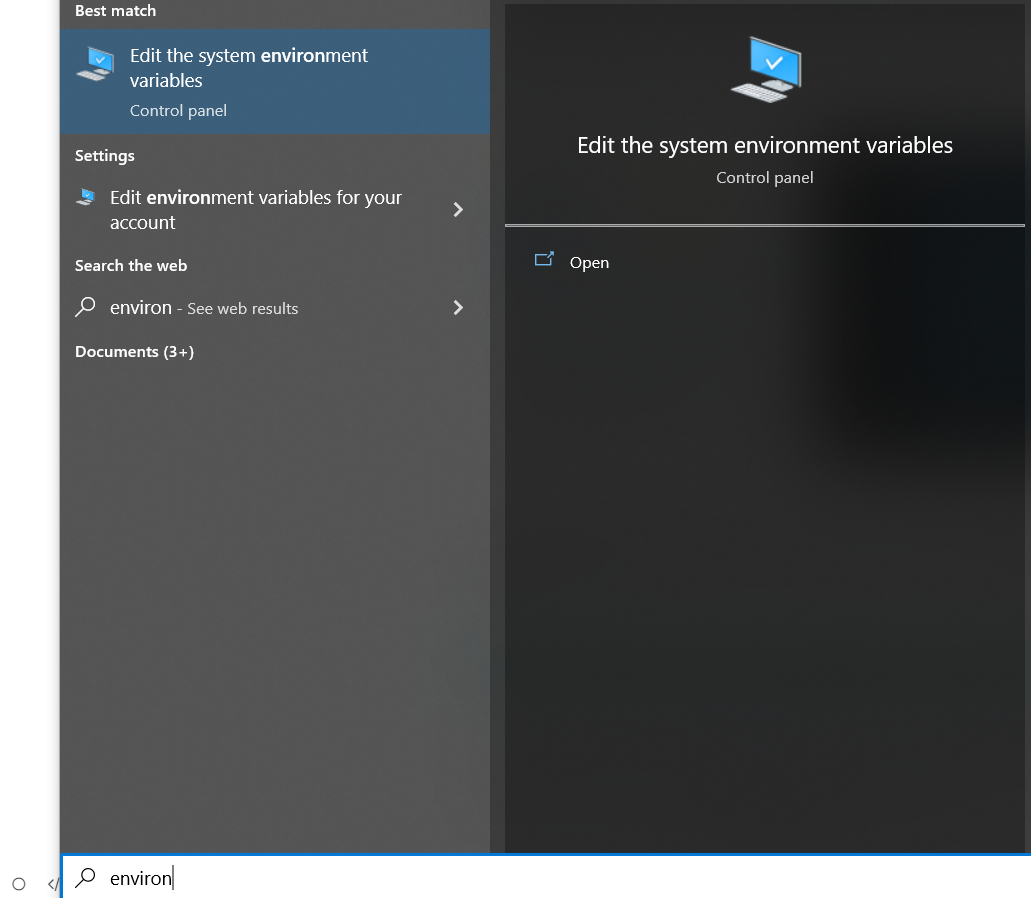 Best match
Edit the system environment
variables
Control panel
Settings
Edit environment variables for your
account
Search the web
environ - See web results
Documents (3+)
Edit the system environment variables
Control panel
Open
environ